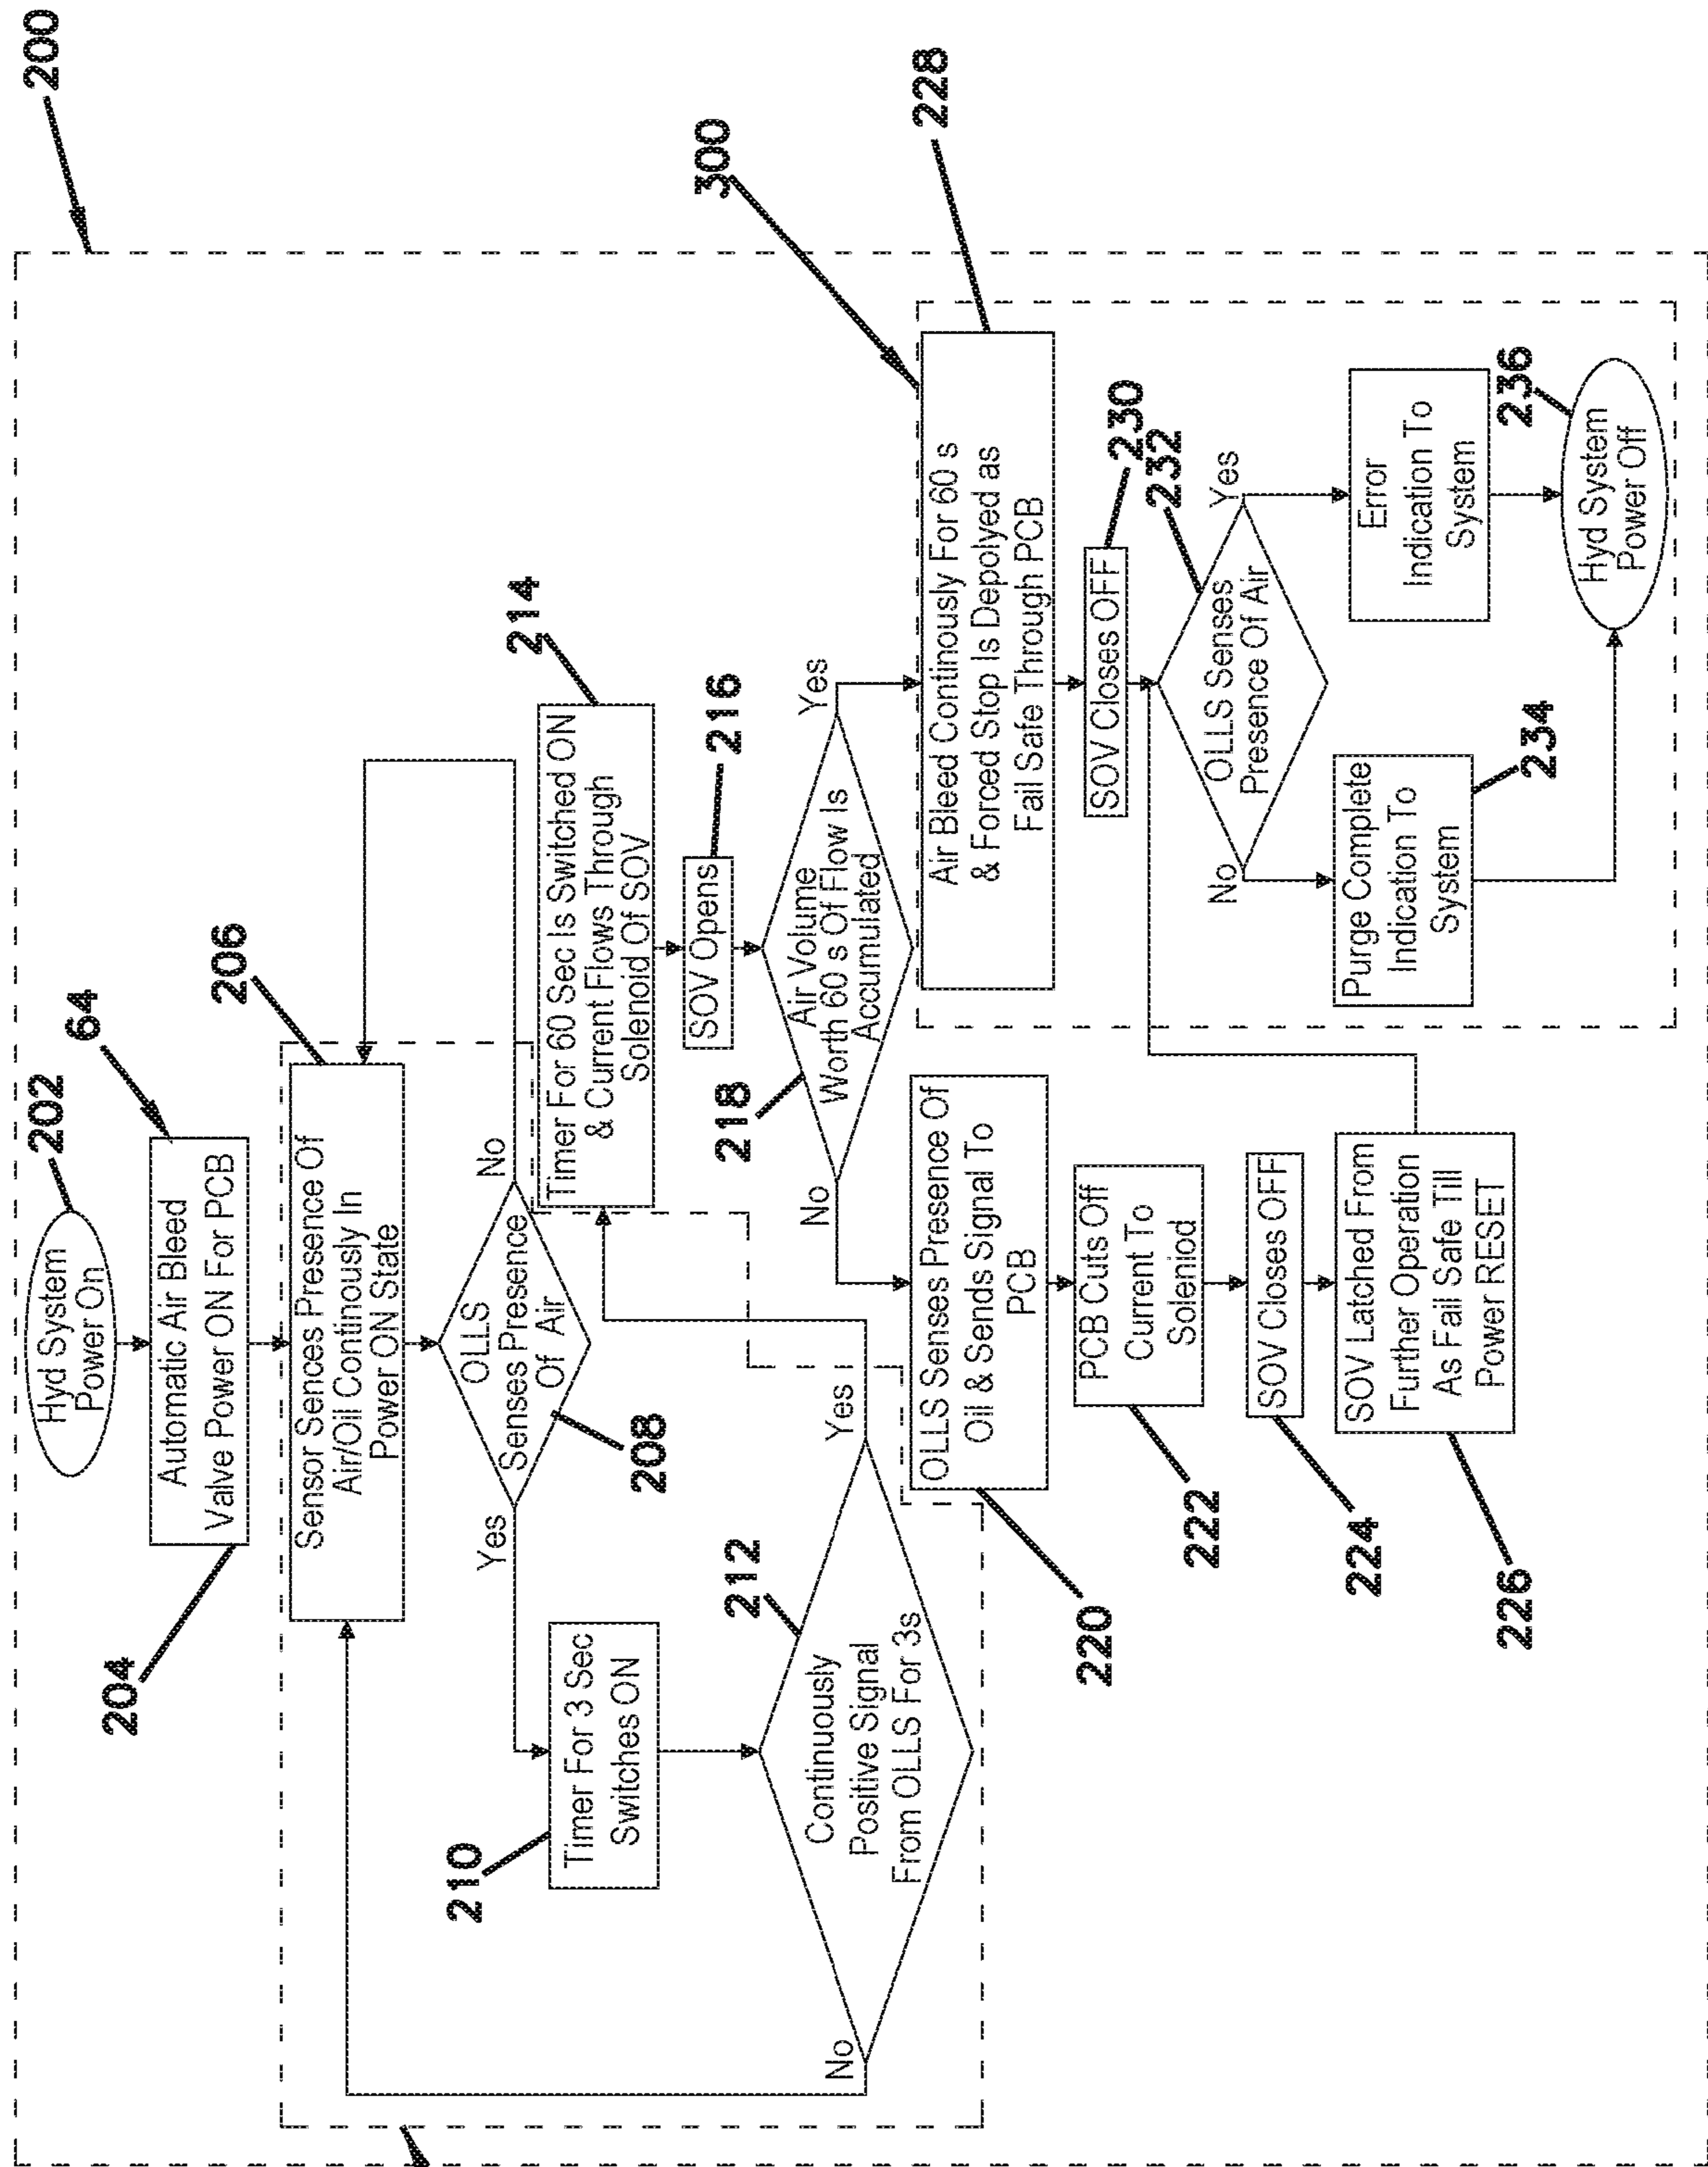 200
Hyd System
Power On
202
Automatic Air Bleed
Valve Power ON For PCB
64
204
Sensor Sences Presence Of
Air/Oil Continously In
Power ON State
206
OLLS
Senses Presence
Of Air
208
Yes
No
Timer For 3 Sec
Switches ON
210
Continuously
Positive Signal
From OLLS For 3s
212
No
Yes
Timer For 60 Sec Is Switched ON
& Current Flows Through
Solenoid Of SOV
214
SOV Opens
216
Air Volume
Worth 60 s Of Flow Is
Accumulated
218
No
Yes
OLLS Senses Presence Of
Oil & Sends Signal To
PCB
220
PCB Cuts Off
Current To
Soleniod
222
SOV Closes OFF
224
SOV Latched From
Further Operation
As Fail Safe Till
Power RESET
226
300
Air Bleed Continously For 60 s
& Forced Stop Is Depolyed as
Fail Safe Through PCB
228
SOV Closes OFF
230
OLLS Senses
Presence Of Air
232
No
Yes
Purge Complete
Indication To
System
234
Error
Indication To
System
Hyd System
Power Off
236